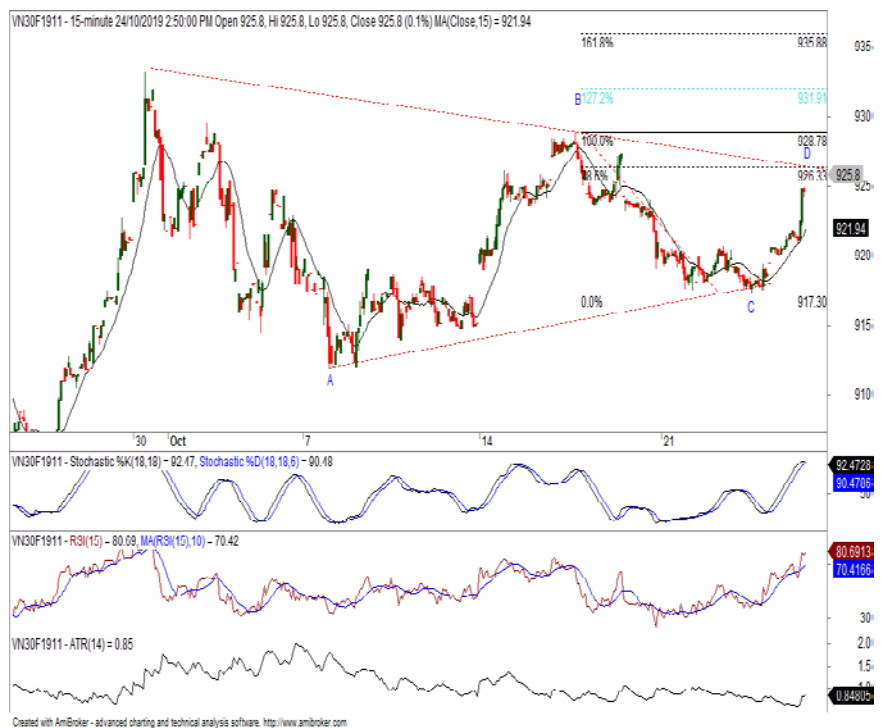 VN30F1911 - 15-minute 24/10/2019 2:50:00 PM Open 925.8, Hi 925.8, Lo 925.8, Close 925.8 (0.1%) MA(Close,15) = 921.94
161.8% 935.88
935
127.2% 931.91
930
B
100.0% 928.78
D
926.33
925.8
921.94
920
0.0% 917.30
C
915
A
910
30 Oct 7 14 21
VN30F1911 - Stochastic %K(18,18) = 92.47, Stochastic %D(18,18,6) = 90.48
92.4728
90.4706
VN30F1911 - RSI(15) = 80.69, MA(RSI(15),10) = 70.42
80.6913
70.4166
30
VN30F1911 - ATR(14) = 0.85
2.0
1.5
0.84805
Created with AmiBroker - advanced charting and technical analysis software. http://www.amibroker.com